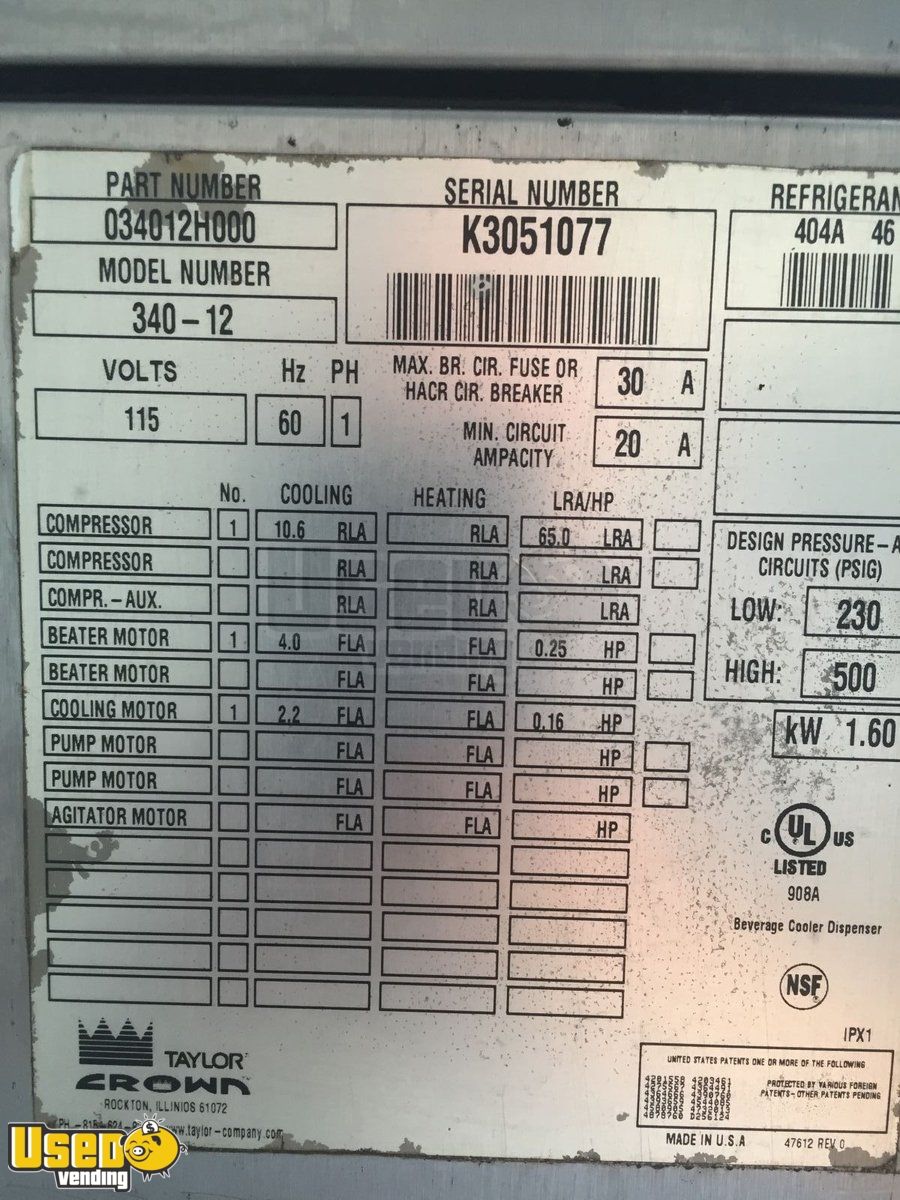 PART NUMBER
034012H000
MODEL NUMBER
340-12
SERIAL NUMBER
K3051077
REFRIGERAN
404A 46
VOLTS Hz PH
115 60 1
MAX. BR. CIR. FUSE OR
HACR CIR. BREAKER
30 A
MIN. CIRCUIT
AMPACITY
20 A
No. COOLING HEATING LRA/HP
COMPRESSOR 1 10.6 RLA RLA 65.0 LRA
COMPRESSOR RLA RLA LRA
COMPR.-AUX. RLA RLA LRA
BEATER MOTOR 1 4.0 FLA FLA 0.25 HP
BEATER MOTOR FLA FLA HP
COOLING MOTOR 1 2.2 FLA FLA 0.16 HP
PUMP MOTOR FLA FLA HP
PUMP MOTOR FLA FLA HP
AGITATOR MOTOR FLA FLA HP
DESIGN PRESSURE-A
CIRCUITS (PSIG)
LOW: 230
HIGH: 500
kW 1.60
C UL US
LISTED
908A
Beverage Cooler Dispenser
NSF
IPX1
TAYLOR
CROWN
ROCKTON, ILLINIOS 61072
www.taylor-company.com
UNITED STATES PATENTS ONE OR MORE OF THE FOLLOWING
PROTECTED BY VARIOUS FOREIGN
PATENTS-OTHER PATENTS PENDING
MADE IN U.S.A
47612 REV 0
Used
vending